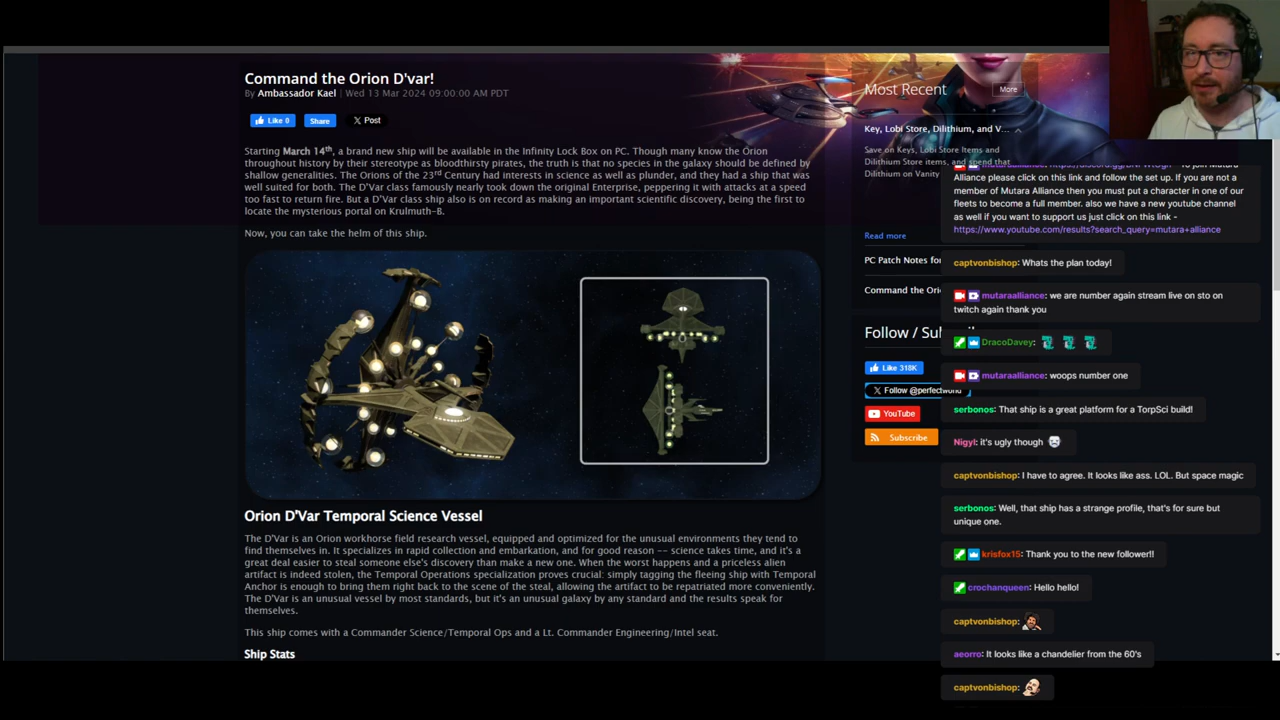 Command the Orion D'var!
By Ambassador Kael | Wed 13 Mar 2024 09:00:00 AM PDT
Like 0
Share
Post
Starting March 14th, a brand new ship will be available in the Infinity Lock Box on PC. Though many know the Orion
throughout history by their stereotype as bloodthirsty pirates, the truth is that no species in the galaxy should be defined by
shallow generalities. The Orions of the 23rd Century had interests in science as well as plunder, and they had a ship that was
well suited for both. The D'Var class famously nearly took down the original Enterprise, peppering it with attacks at a speed
too fast to return fire. But a D'Var class ship also is on record as making an important scientific discovery, being the first to
locate the mysterious portal on Krulmuth-B.
Now, you can take the helm of this ship.
Orion D'Var Temporal Science Vessel
The D'Var is an Orion workhorse field research vessel, equipped and optimized for the unusual environments they tend to
find themselves in. It specializes in rapid collection and embarkation, and for good reason -- science takes time, and it's a
great deal easier to steal someone else's discovery than make a new one. When the worst happens and a priceless alien
artifact is indeed stolen, the Temporal Operations specialization proves crucial: simply tagging the fleeing ship with Temporal
Anchor is enough to bring them right back to the scene of the steal, allowing the artifact to be repatriated more conveniently.
The D'Var is an unusual vessel by most standards, but it's an unusual galaxy by any standard and the results speak for
themselves.
This ship comes with a Commander Science/Temporal Ops and a Lt. Commander Engineering/Intel seat.
Ship Stats
Most Recent
More
Key, Lobi Store, Dilithium, and V...
Save on Keys, Lobi Store Items and
Dilithium Store items, and spend that
Dilithium on Vanity
Read more
PC Patch Notes for
Command the
Follow /
Like 318K
Follow
YouTube
Subscribe
mutaraalliance: To join Mutara
Alliance please click on this link and follow the set up. If you are not a
member of Mutara Alliance then you must put a character in one of our
fleets to become a full member. also we have a new youtube channel
as well if you want to support us just click on this link -
https://www.youtube.com/results?search_query=mutara+alliance
captvonbishop: Whats the plan today!
mutaraalliance: we are number again stream live on sto on
twitch again thank you
DracoDavey:
mutaraalliance: woops number one
serbonos: That ship is a great platform for a TorpSci build!
Nigyl: it's ugly though
captvonbishop: I have to agree. It looks like ass. LOL. But space magic
serbonos: Well, that ship has a strange profile, that's for sure but
unique one.
krisfox15: Thank you to the new follower!!
crochanqueen: Hello hello!
captvonbishop:
aeorro: It looks like a chandelier from the 60's
captvonbishop: